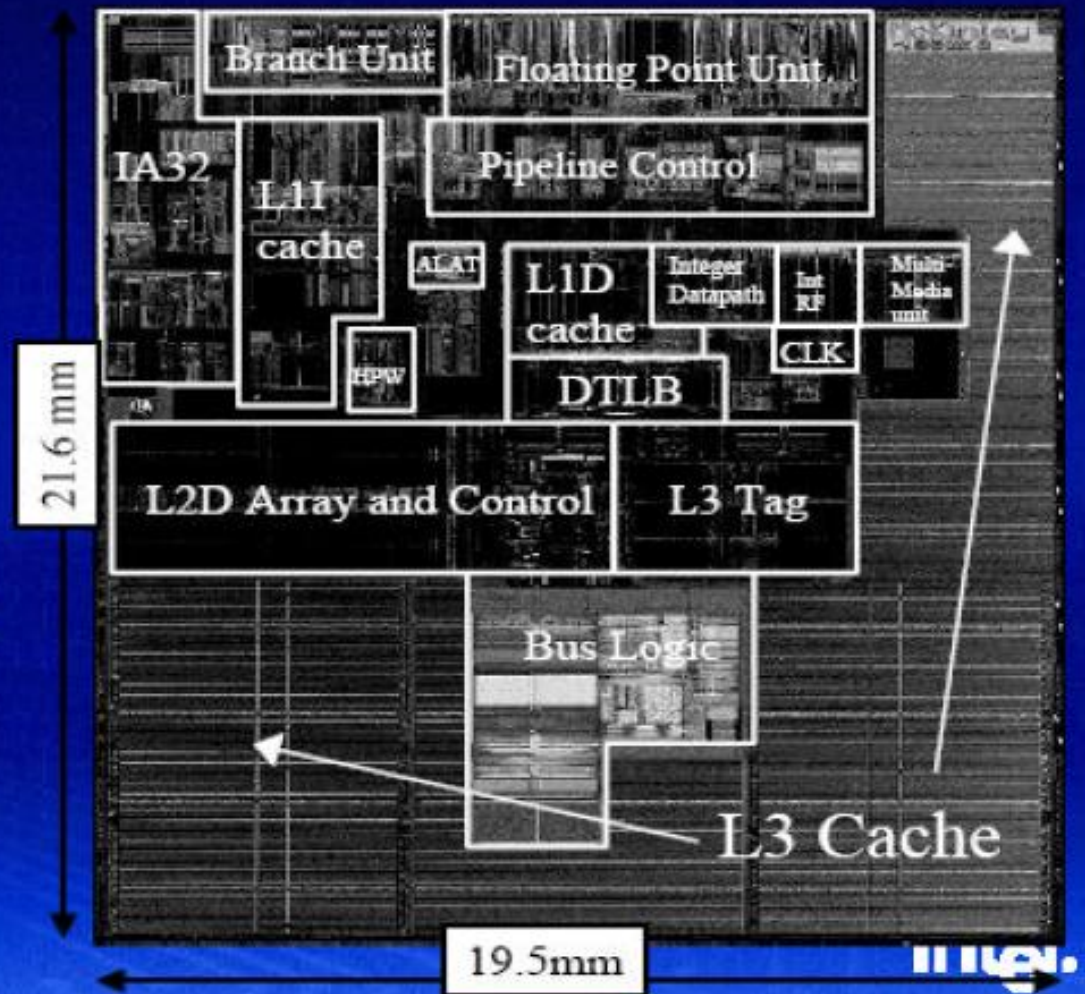 Branch Unit
Floating Point Unit
IA32
L1I
cache
Pipeline Control
ALAT
L1D
cache
Integer
Datapath
Int
RF
Multi-
Media
unit
CLK
HPW
DTLB
21.6 mm
L2D Array and Control
L3 Tag
Bus Logic
L3 Cache
19.5mm
intel.